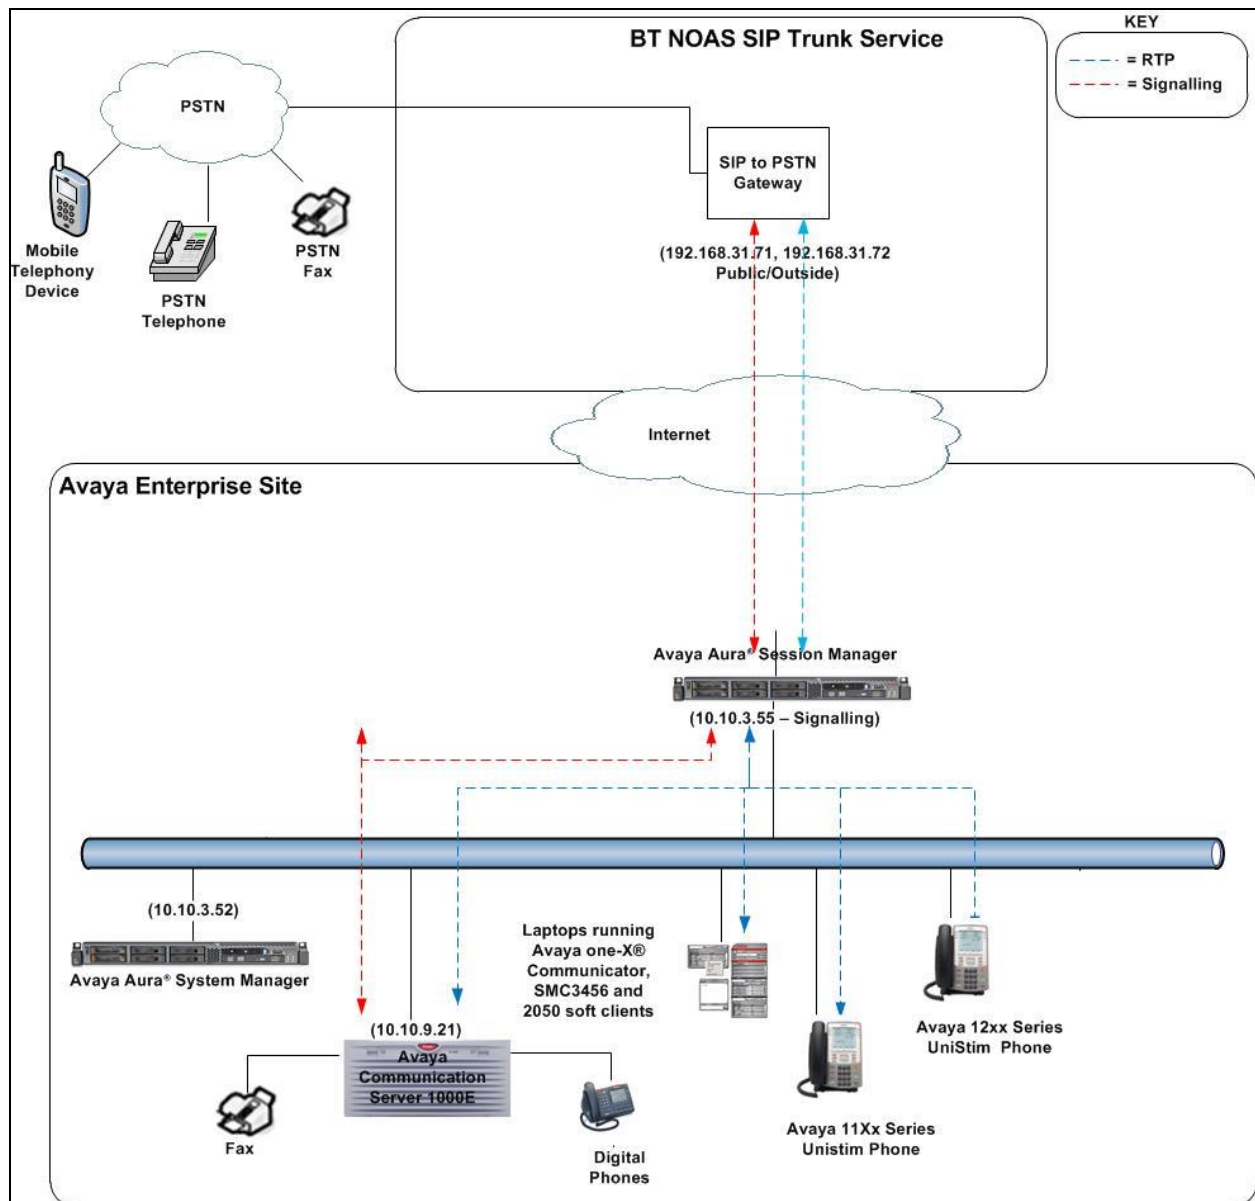 BT NOAS SIP Trunk Service
KEY
= RTP
= Signalling
PSTN
SIP to PSTN
Gateway
Mobile
Telephony
Device
PSTN
Telephone
PSTN
Fax
(192.168.31.71, 192.168.31.72
Public/Outside)
Internet
Avaya Enterprise Site
Avaya Aura® Session Manager
(10.10.3.55 – Signalling)
(10.10.3.52)
Avaya Aura® System Manager
Laptops running
Avaya one-X®
Communicator,
SMC3456 and
2050 soft clients
Avaya 12xx Series
UniStim Phone
(10.10.9.21)
Avaya
Communication
Server 1000E
Fax
Digital
Phones
Avaya 11Xx Series
Unistim Phone